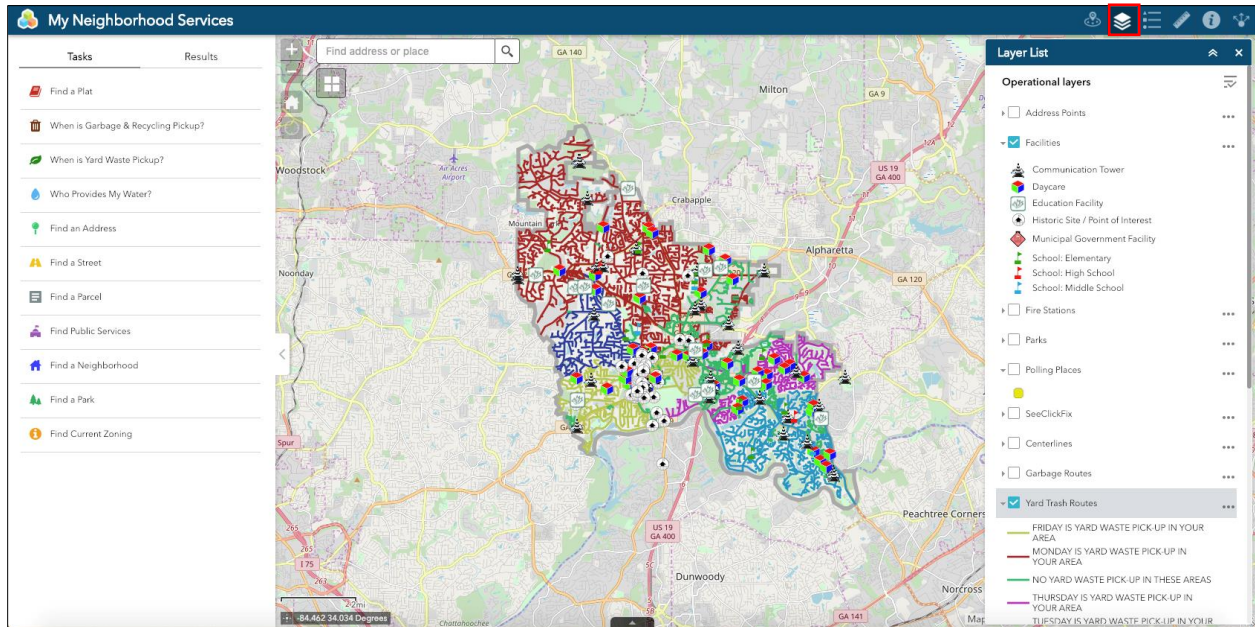 My Neighborhood Services
Tasks
Results
Find a Plat
When is Garbage & Recycling Pickup?
When is Yard Waste Pickup?
Who Provides My Water?
Find an Address
Find a Street
Find a Parcel
Find Public Services
Find a Neighborhood
Find a Park
Find Current Zoning
Find address or place
GA 140
Milton
GA 9
Woodstock
Air Acres
Airport
US 19
GA 400
Crabapple
Mountain
Alpharetta
Noonday
GA 120
Spur
Peachtree Corners
US 19
GA 400
I 75
Dunwoody
Norcross
2mi
-84.462 34.034 Degrees
Chattahoochee
GA 141
Layer List
Operational layers
Address Points
Facilities
Communication Tower
Daycare
Education Facility
Historic Site / Point of Interest
Municipal Government Facility
School: Elementary
School: High School
School: Middle School
Fire Stations
Parks
Polling Places
SeeClickFix
Centerlines
Garbage Routes
Yard Trash Routes
FRIDAY IS YARD WASTE PICK-UP IN YOUR
AREA
MONDAY IS YARD WASTE PICK-UP IN
YOUR AREA
NO YARD WASTE PICK-UP IN THESE AREAS
THURSDAY IS YARD WASTE PICK-UP IN
YOUR AREA
TUESDAY IS YARD WASTE PICK-UP IN YOUR